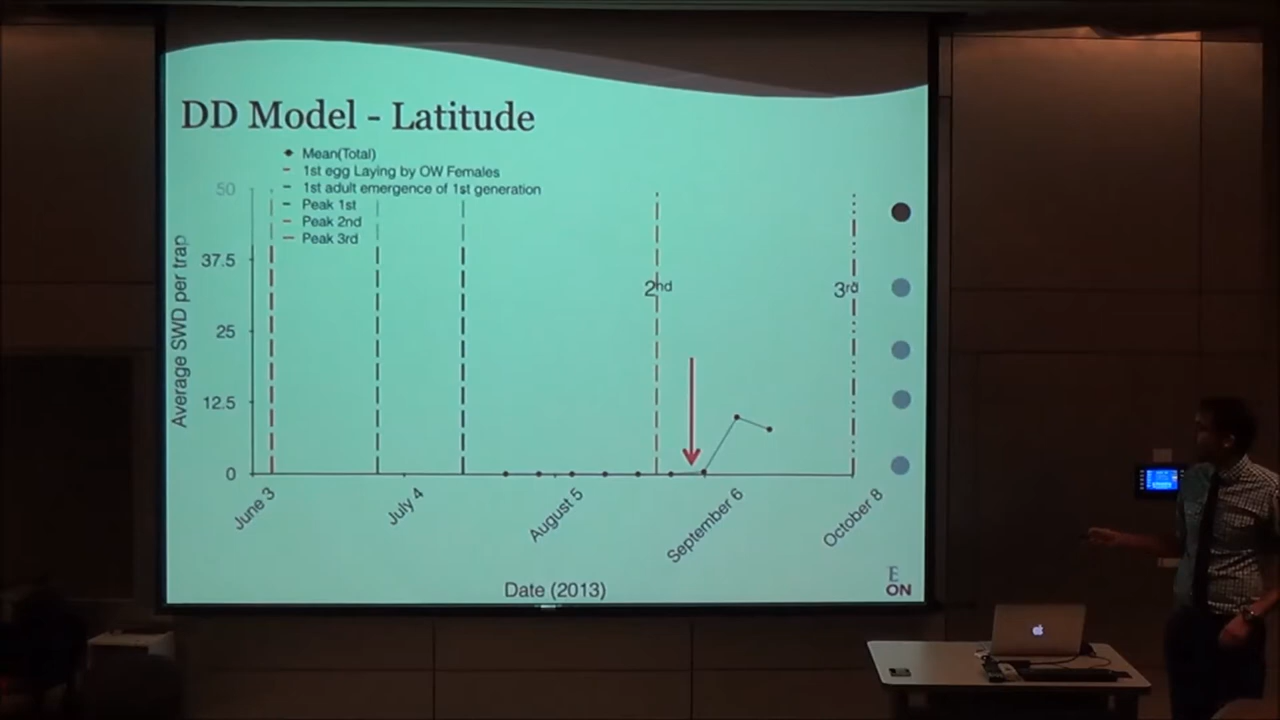 DD Model - Latitude
Mean(Total)
1st egg Laying by OW Females
1st adult emergence of 1st generation
Peak 1st
Peak 2nd
Peak 3rd
50
37.5
25
12.5
0
Average SWD per trap
2nd
3rd
June 3
July 4
August 5
September 6
October 8
Date (2013)
E
ON